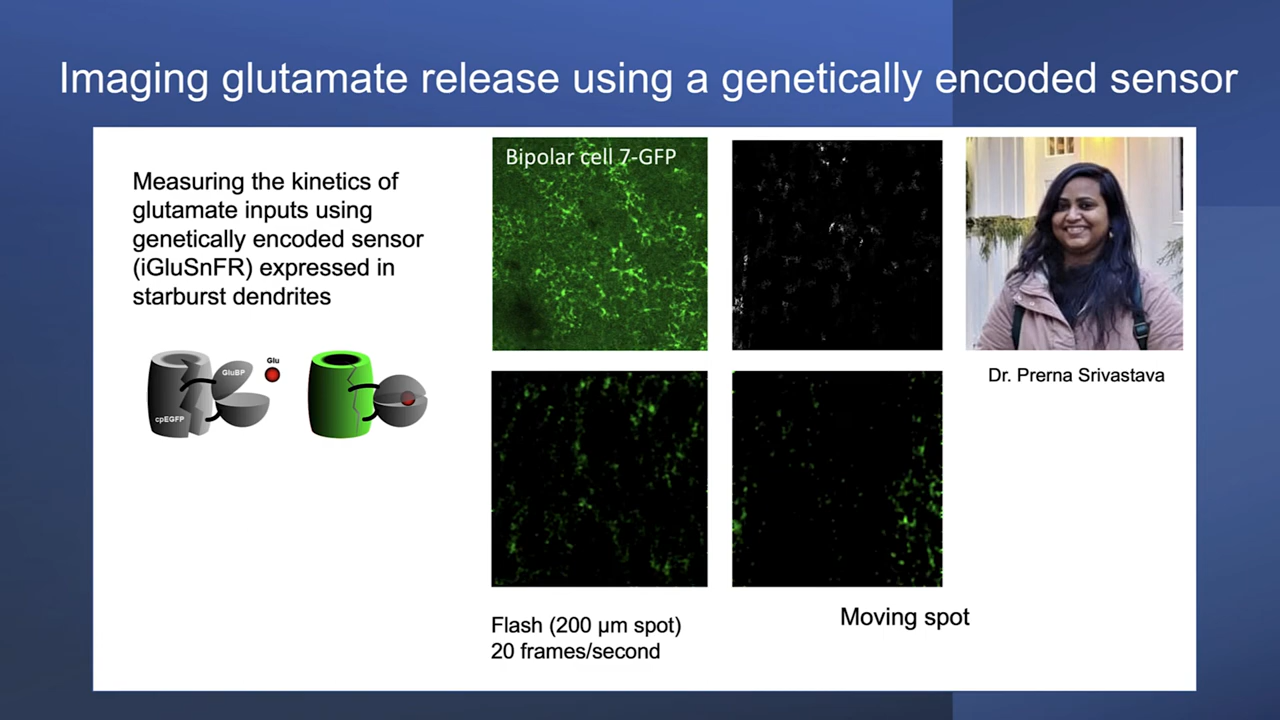 Imaging glutamate release using a genetically encoded sensor
Measuring the kinetics of
glutamate inputs using
genetically encoded sensor
(iGluSnFR) expressed in
starburst dendrites
Glu
GluBP
cpEGFP
Bipolar cell 7-GFP
Dr. Prerna Srivastava
Flash (200 µm spot)
20 frames/second
Moving spot